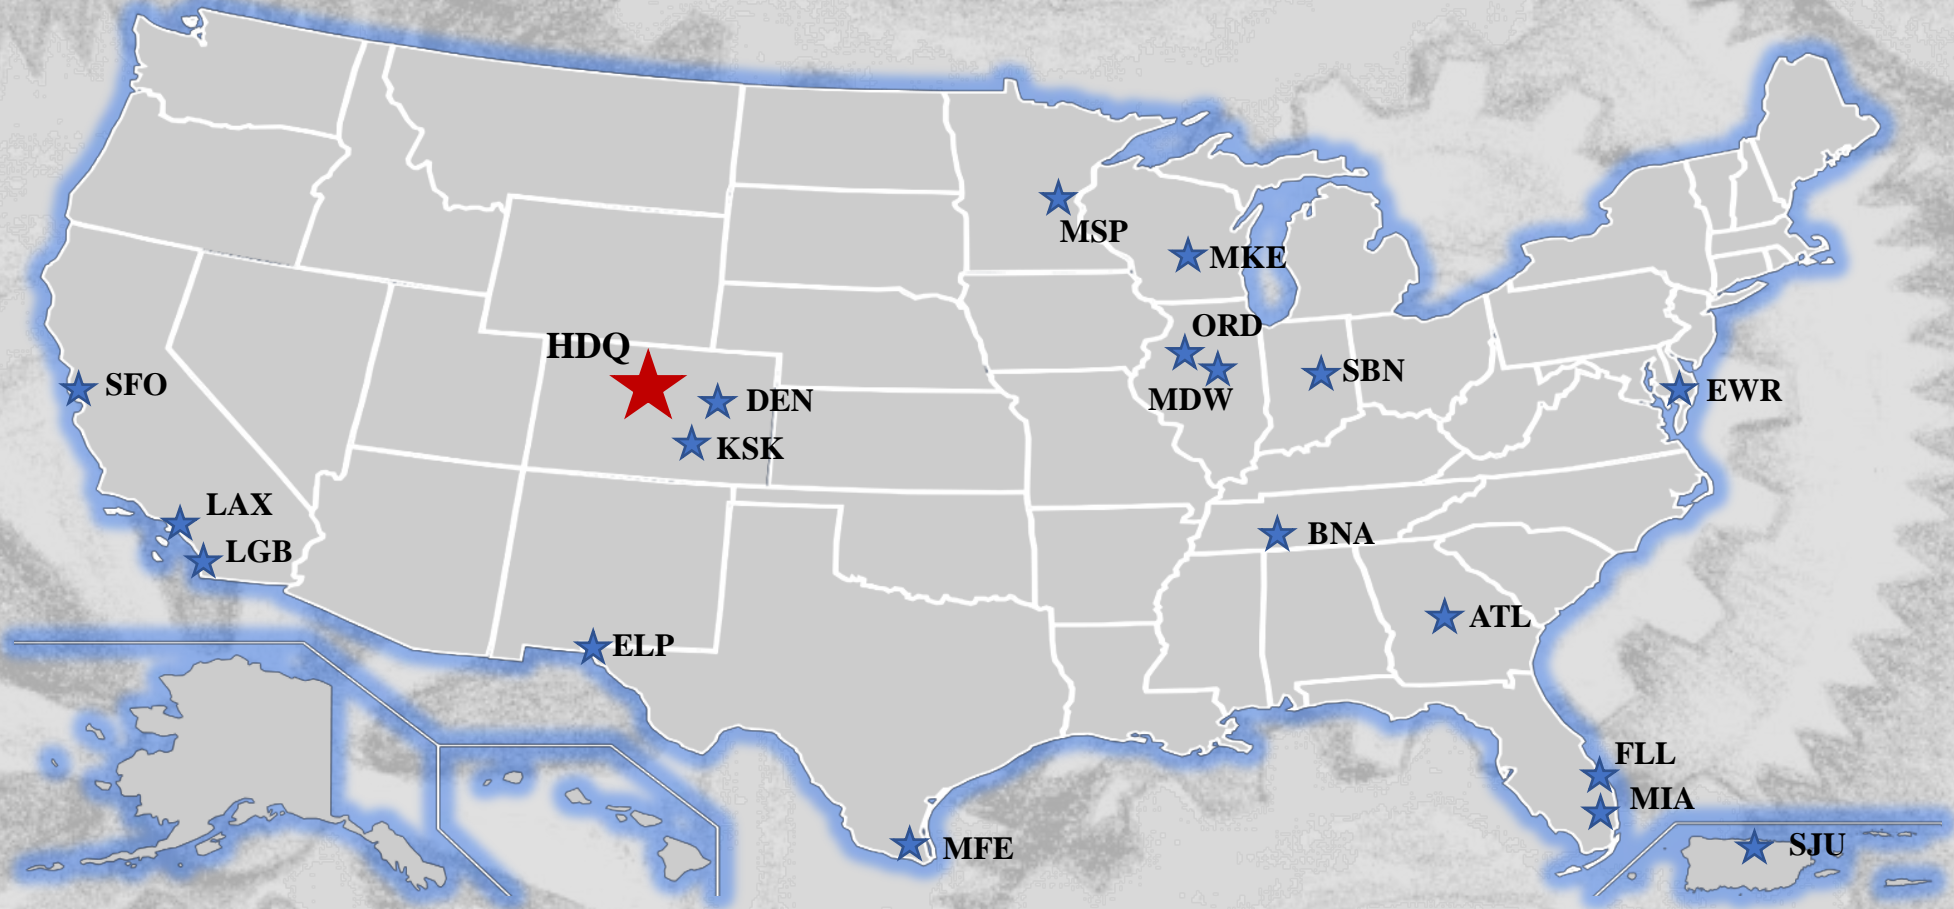 MSP
MKE
ORD
HDQ
SBN
SFO
DEN
MDW
EWR
KSK
LAX
BNA
LGB
ATL
ELP
FLL
MIA
SJU
MFE